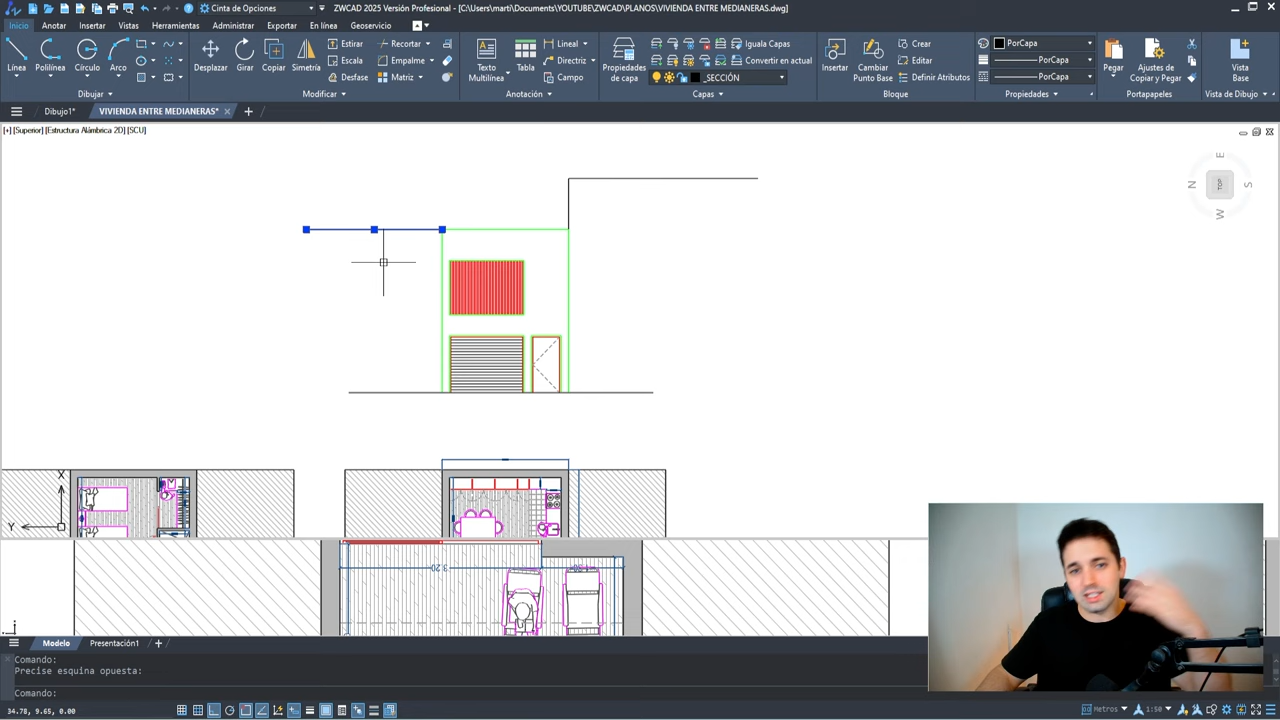 Cinta de Opciones
ZWCAD 2025 Versión Profesional - [C:\Users\marti\Documents\YOUTUBE\ZWCAD\PLANOS\VIVIENDA ENTRE MEDIANERAS.dwg]
Inicio Anotar Insertar Vistas Herramientas Administrar Exportar En línea Geoservicio
Línea Polilínea Círculo Arco
Dibujar
Desplazar Girar Copiar Simetría
Estirar Recortar
Escala Empalme
Desfase Matriz
Modificar
Texto Multilínea Tabla
Lineal
Directriz
Campo
Anotación
Propiedades de capa
Iguala Capas
Convertir en actual
_SECCIÓN
Capas
Insertar Cambiar Punto Base
Crear
Editar
Definir Atributos
Bloque
PorCapa
PorCapa
PorCapa
Propiedades
Pegar Ajustes de Copiar y Pegar
Portapapeles
Vista Base
Vista de Dibujo
Dibujo1* VIVIENDA ENTRE MEDIANERAS*
[+] [Superior] [Estructura Alámbrica 2D] [SCU]
E
N TOP S
W
X
Y
3.20
Modelo Presentación1
Comando:
Precise esquina opuesta:
Comando:
34.78, 9.65, 0.00
Metros 1:50